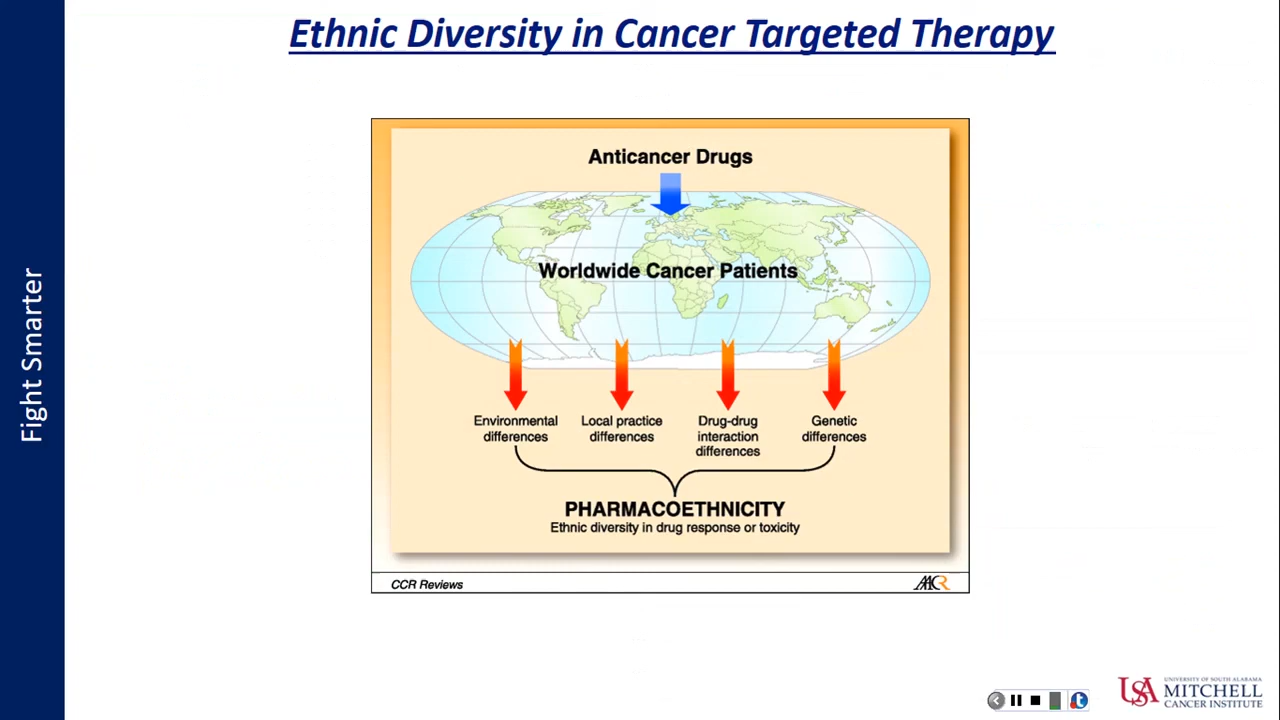 Ethnic Diversity in Cancer Targeted Therapy
Fight Smarter
Anticancer Drugs
Worldwide Cancer Patients
Environmental
differences
Local practice
differences
Drug-drug
interaction
differences
Genetic
differences
PHARMACOETHNICITY
Ethnic diversity in drug response or toxicity
CCR Reviews
AACR
USA
UNIVERSITY OF SOUTH ALABAMA
MITCHELL
CANCER INSTITUTE